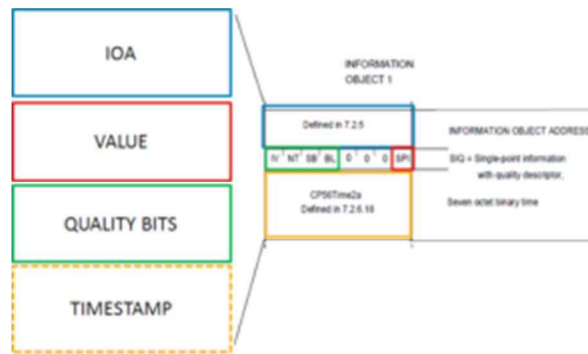 IOA
VALUE
QUALITY BITS
TIMESTAMP
INFORMATION
OBJECT 1
Defined in 7.2.5
IV NT SB BL 0 0 0 SPI
CP56Time2a
Defined in 7.2.6.18
INFORMATION OBJECT ADDRESS
SIQ = Single-point information
with quality descriptor,
Seven octet binary time